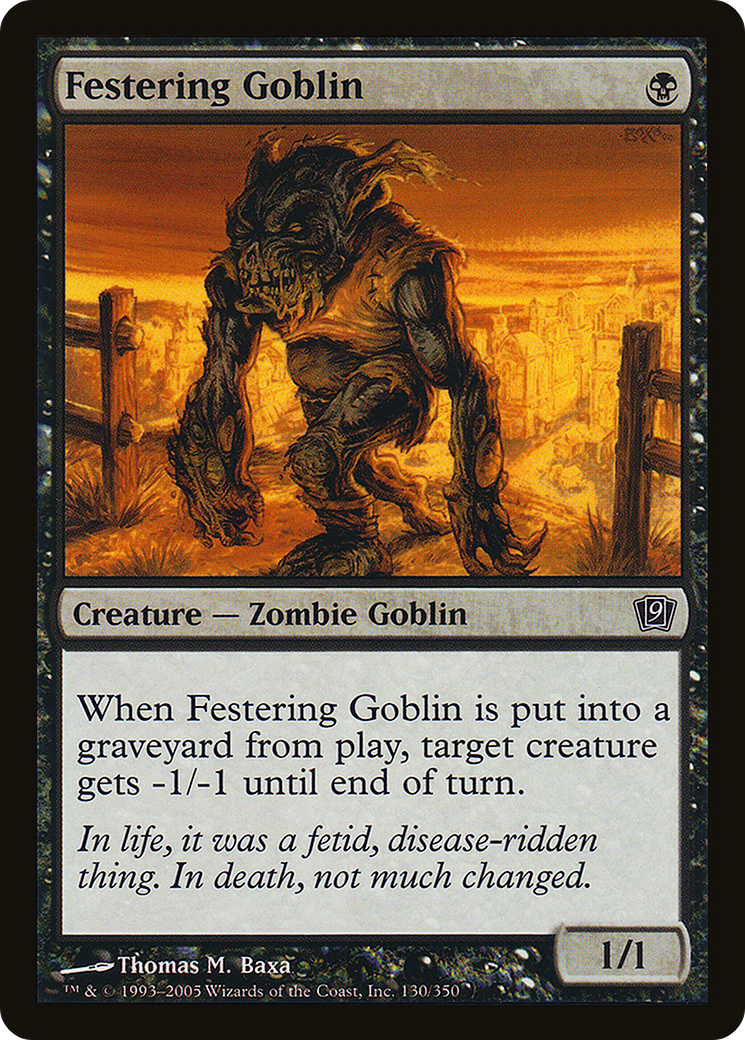 Festering Goblin
Creature — Zombie Goblin
9
When Festering Goblin is put into a
graveyard from play, target creature
gets -1/-1 until end of turn.
In life, it was a fetid, disease-ridden
thing. In death, not much changed.
1/1
Thomas M. Baxa
™ & © 1993–2005 Wizards of the Coast, Inc. 130/350